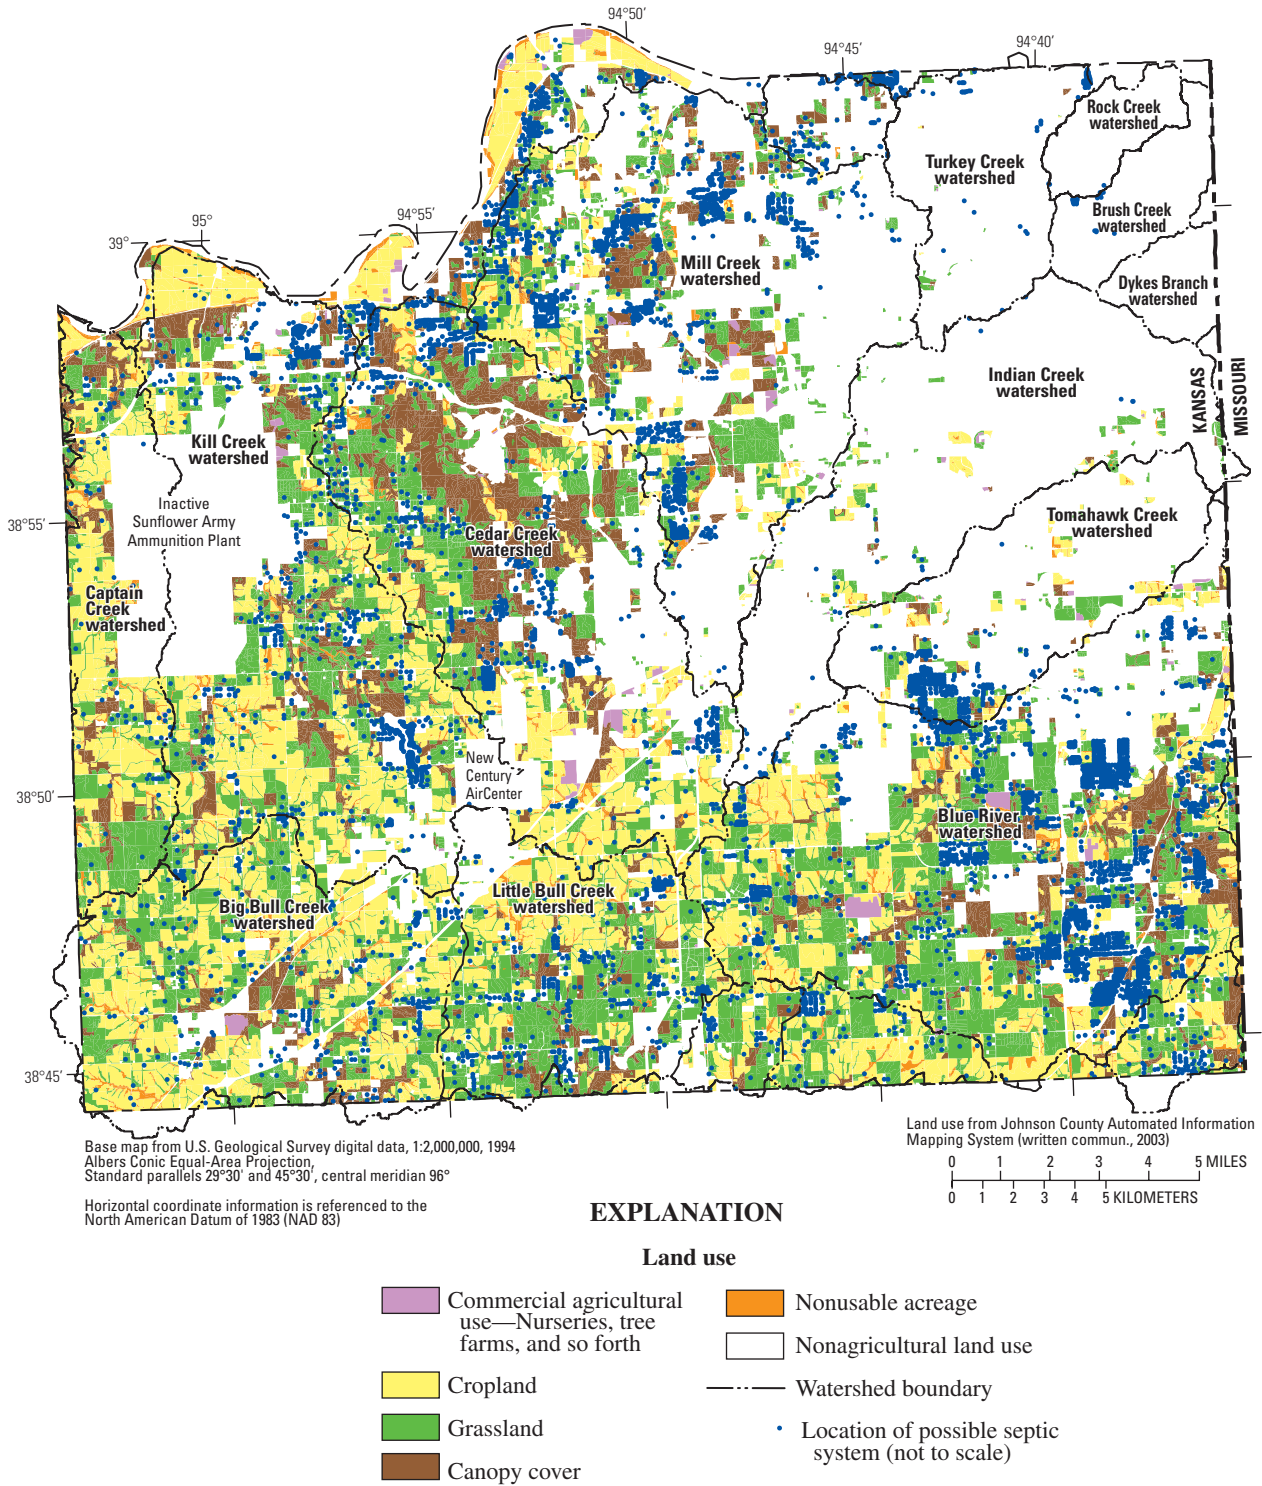 94°50′
94°45′
94°40′
Rock Creek
watershed
Turkey Creek
watershed
Brush Creek
watershed
95°
94°55′
39°
Mill Creek
watershed
Dykes Branch
watershed
Indian Creek
watershed
KANSAS
MISSOURI
Kill Creek
watershed
Inactive
Sunflower Army
Ammunition Plant
38°55′
Cedar Creek
watershed
Tomahawk Creek
watershed
Captain
Creek
watershed
New
Century
AirCenter
38°50′
Blue River
watershed
Big Bull Creek
watershed
Little Bull Creek
watershed
38°45′
Base map from U.S. Geological Survey digital data, 1:2,000,000, 1994
Albers Conic Equal-Area Projection,
Standard parallels 29°30′ and 45°30′, central meridian 96°
Horizontal coordinate information is referenced to the
North American Datum of 1983 (NAD 83)
Land use from Johnson County Automated Information
Mapping System (written commun., 2003)
0 1 2 3 4 5 MILES
0 1 2 3 4 5 KILOMETERS
EXPLANATION
Land use
Commercial agricultural
use—Nurseries, tree
farms, and so forth
Cropland
Grassland
Canopy cover
Nonusable acreage
Nonagricultural land use
Watershed boundary
Location of possible septic
system (not to scale)